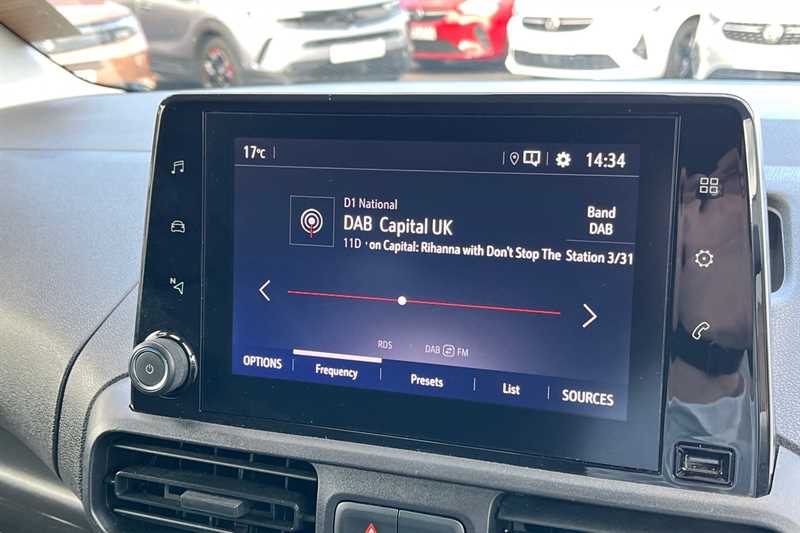 17°C
14:34
D1 National
DAB Capital UK
Band
DAB
11D • on Capital: Rihanna with Don't Stop The Station 3/31
RDS
DAB FM
OPTIONS
Frequency
Presets
List
SOURCES
N